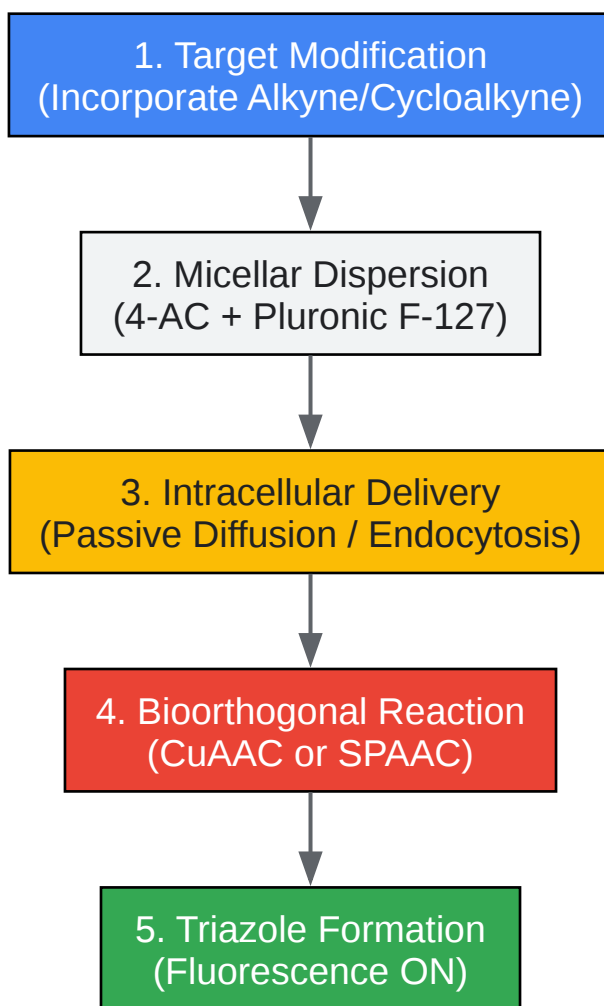 1. Target Modification
(Incorporate Alkyne/Cycloalkyne)
2. Micellar Dispersion
(4-AC + Pluronic F-127)
3. Intracellular Delivery
(Passive Diffusion / Endocytosis)
4. Bioorthogonal Reaction
(CuAAC or SPAAC)
5. Triazole Formation
(Fluorescence ON)